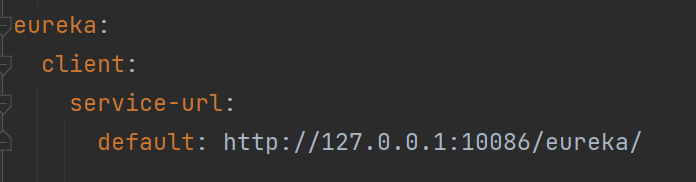 eureka:
  client:
    service-url:
      default: http://127.0.0.1:10086/eureka/